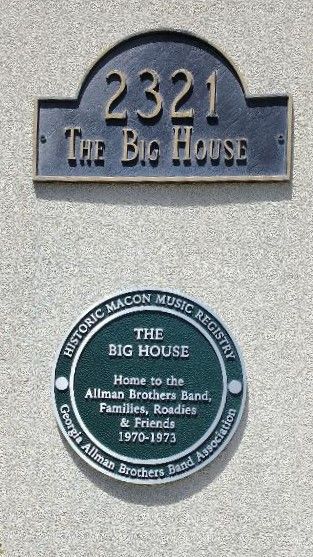 2321
THE BIG HOUSE
HISTORIC MACON MUSIC REGISTRY
THE
BIG HOUSE
Home to the
Allman Brothers Band,
Families, Roadies
& Friends
1970-1973
Georgia Allman Brothers Band Association